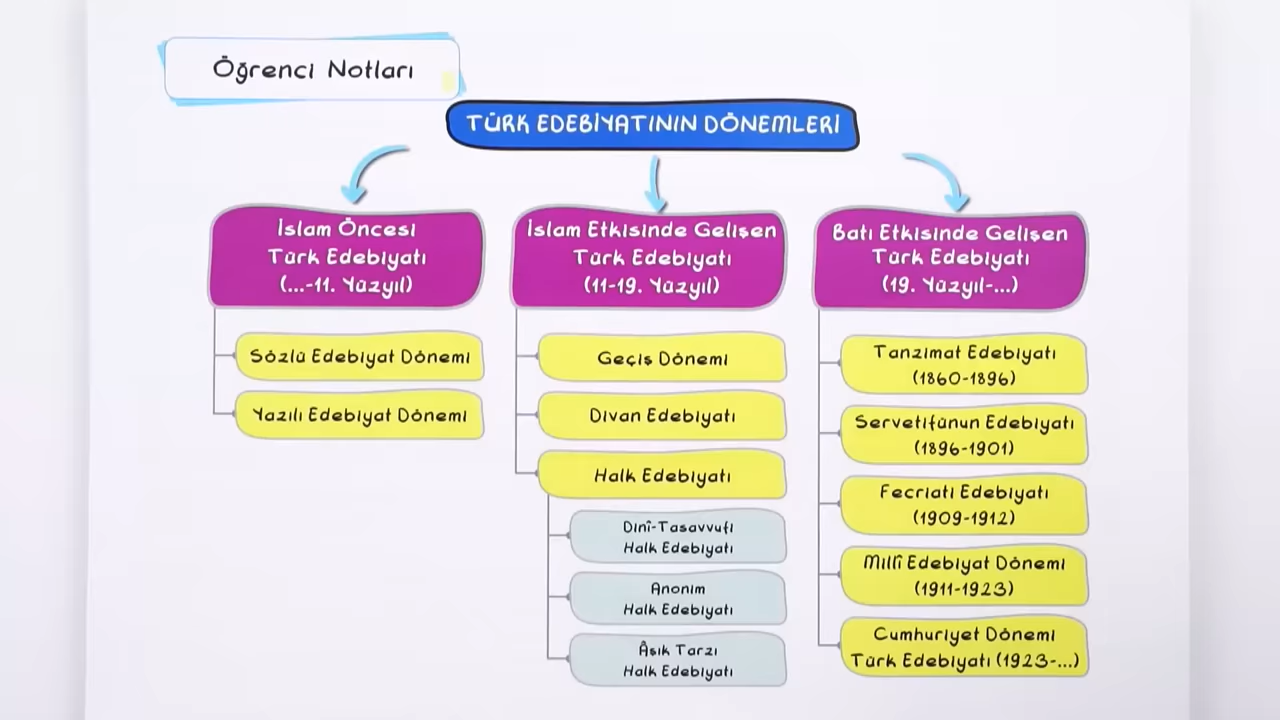 Öğrenci Notları
TÜRK EDEBİYATININ DÖNEMLERİ
İslam Öncesi
Türk Edebiyatı
(...-11. Yüzyıl)
Sözlü Edebiyat Dönemi
Yazılı Edebiyat Dönemi
İslam Etkisinde Gelişen
Türk Edebiyatı
(11-19. Yüzyıl)
Geçiş Dönemi
Divan Edebiyatı
Halk Edebiyatı
Dinî-Tasavvufi
Halk Edebiyatı
Anonim
Halk Edebiyatı
Âşık Tarzı
Halk Edebiyatı
Batı Etkisinde Gelişen
Türk Edebiyatı
(19. Yüzyıl-...)
Tanzimat Edebiyatı
(1860-1896)
Servetifünun Edebiyatı
(1896-1901)
Fecriati Edebiyatı
(1909-1912)
Millî Edebiyat Dönemi
(1911-1923)
Cumhuriyet Dönemi
Türk Edebiyatı (1923-...)